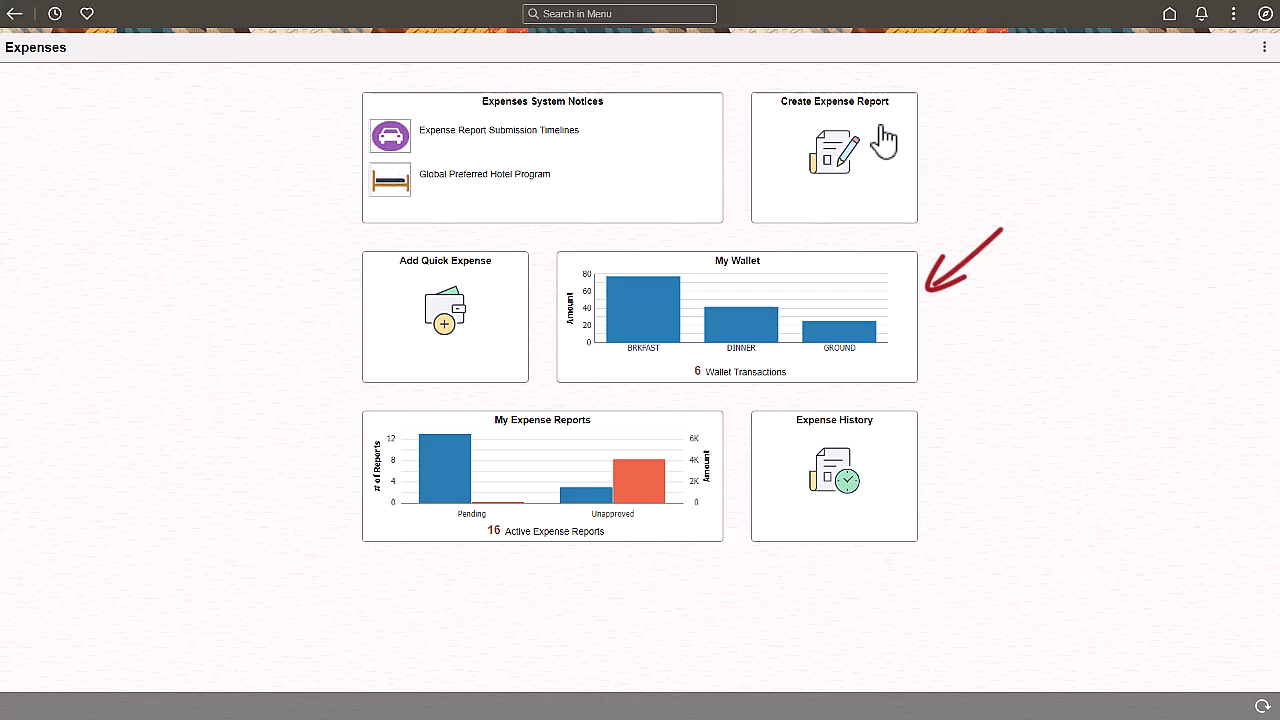 Search in Menu
Expenses
Expenses System Notices
Expense Report Submission Timelines
Global Preferred Hotel Program
Create Expense Report
Add Quick Expense
My Wallet
Amount
80
60
40
20
0
BRKFAST DINNER GROUND
6 Wallet Transactions
My Expense Reports
# of Reports
12
8
4
0
6K
4K
2K
0
Amount
Pending Unapproved
16 Active Expense Reports
Expense History